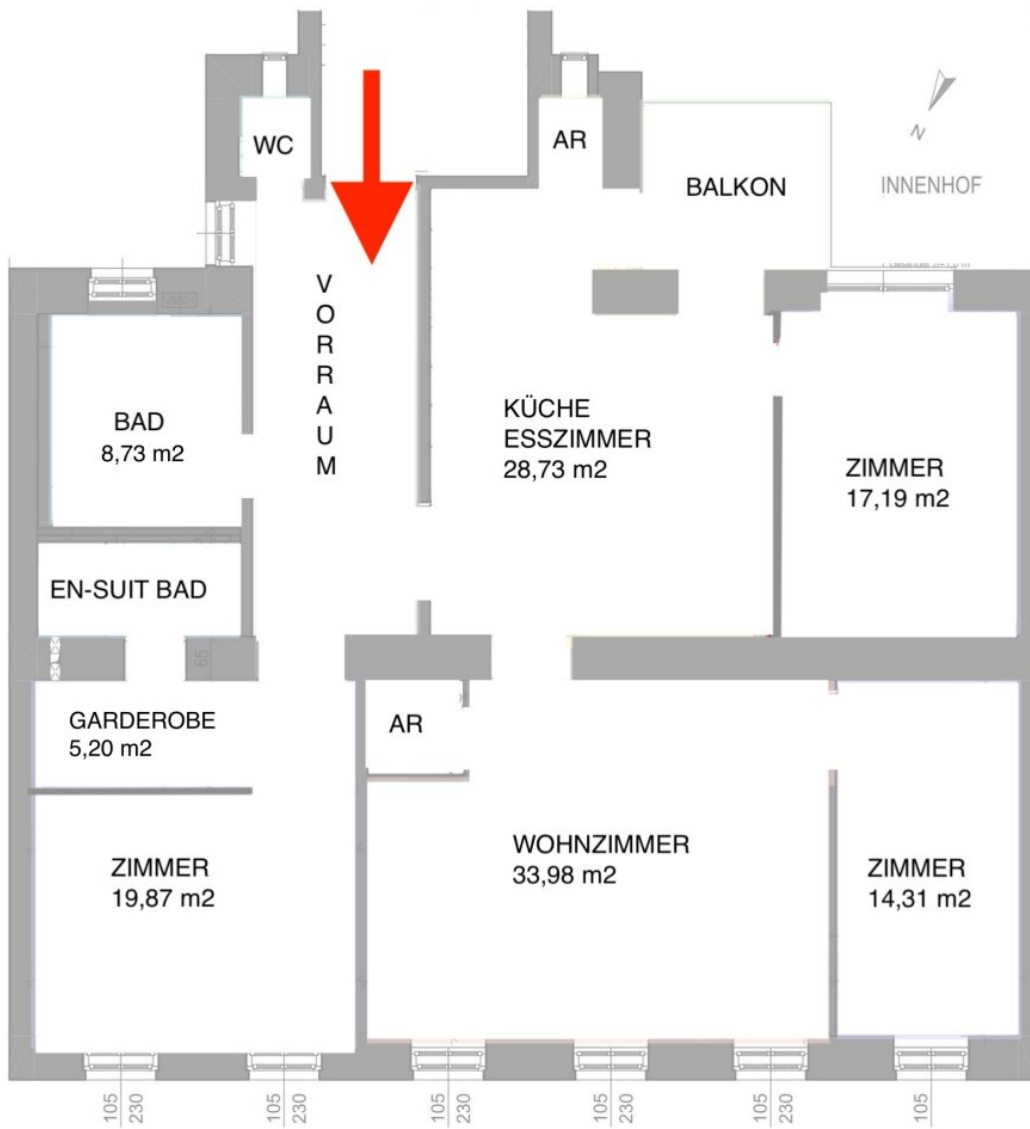 WC
AR
BALKON
N
INNENHOF
V
O
R
R
A
U
M
BAD
8,73 m2
KÜCHE
ESSZIMMER
28,73 m2
ZIMMER
17,19 m2
EN-SUIT BAD
65
GARDEROBE
5,20 m2
AR
ZIMMER
19,87 m2
WOHNZIMMER
33,98 m2
ZIMMER
14,31 m2
105
230
105
230
105
230
105
230
105
230
105